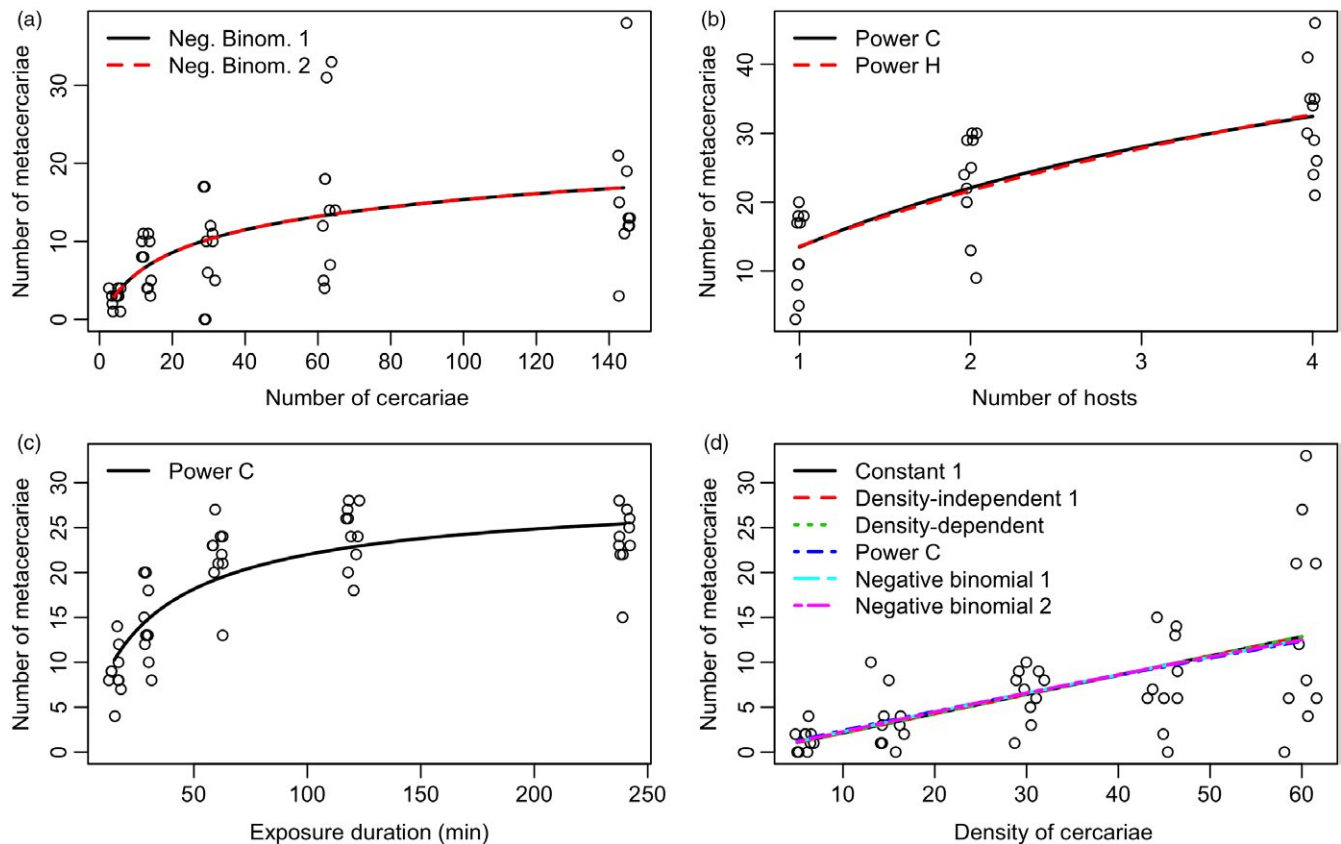 (a)
Neg. Binom. 1
Neg. Binom. 2
Number of metacercariae
0
10
20
30
0
20
40
60
80
100
120
140
Number of cercariae
(b)
Power C
Power H
Number of metacercariae
10
20
30
40
1
2
3
4
Number of hosts
(c)
Power C
Number of metacercariae
0
5
10
15
20
25
30
50
100
150
200
250
Exposure duration (min)
(d)
Constant 1
Density-independent 1
Density-dependent
Power C
Negative binomial 1
Negative binomial 2
Number of metacercariae
0
5
10
15
20
25
30
10
20
30
40
50
60
Density of cercariae